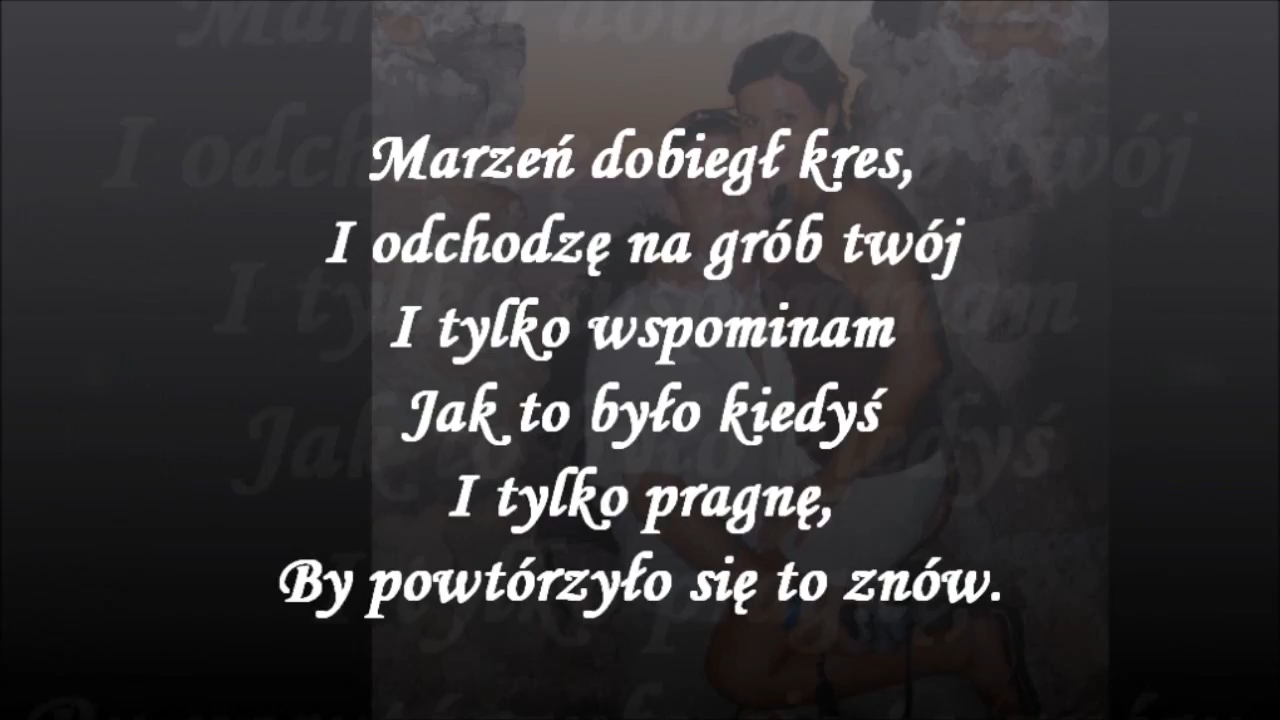 Marzeń dobiegł kres,
I odchodzę na grób twój
I tylko wspominam
Jak to było kiedyś
I tylko pragnę,
By powtórzyło się to znów.